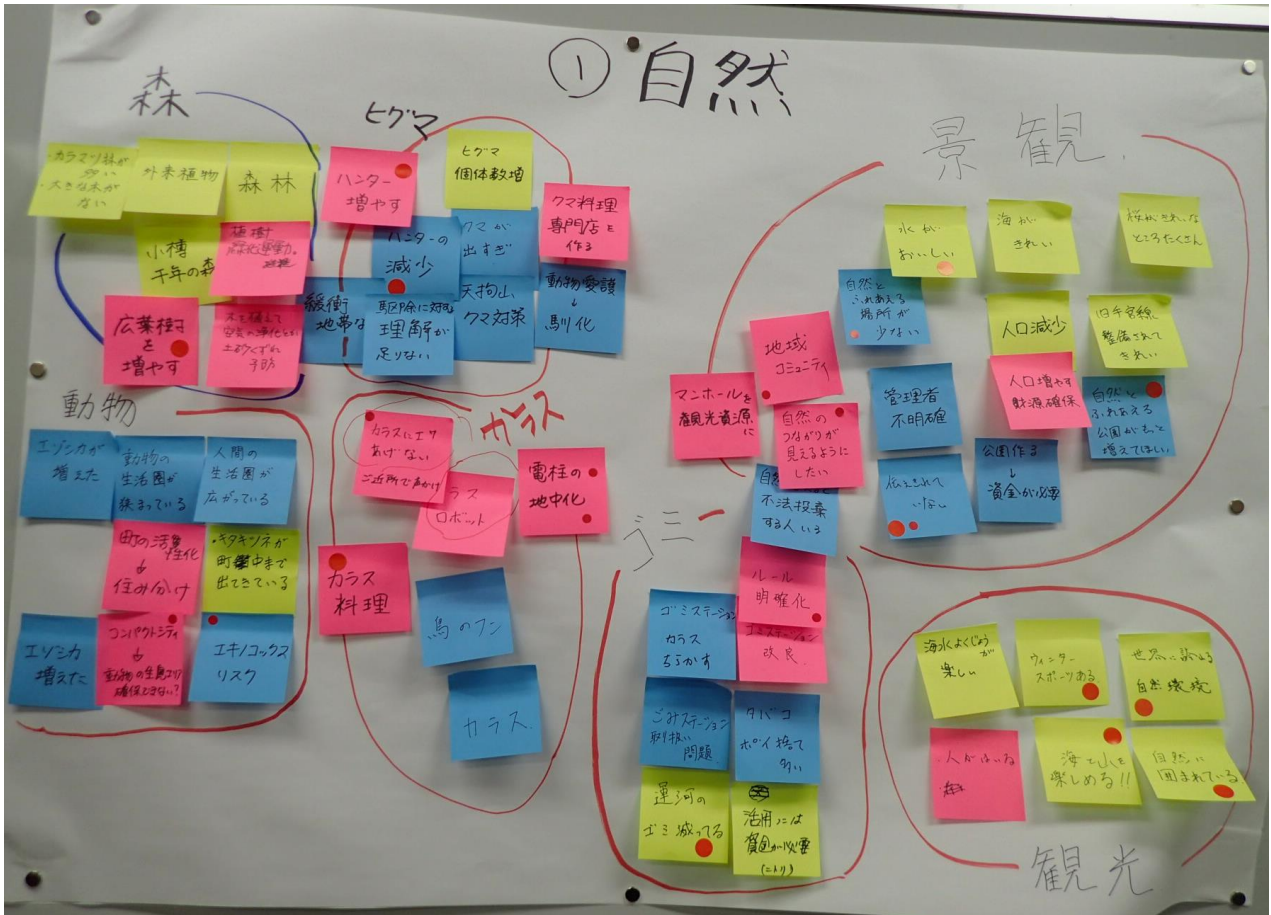 ① 自然
森
・カラマツ林が
多い
・大きな木が
ない
外来植物
森林
小樽
千年の森
植樹
緑化運動。
広葉樹
を
増やす
木を植えて
空気の浄化とか
土砂くずれ
予防
ヒグマ
ハンター
増やす
ヒグマ
個体数増
クマ料理
専門店を
作る
ハンターの
減少
クマが
出すぎ
緩衝
地帯な
駆除に対する
理解が
足りない
天狗山
クマ対策
動物愛護
↓
馴化
動物
エゾシカが
増えた
動物の
生活圏が
狭まっている
人間の
生活圏が
広がっている
町の活性化
↓
住み分け
・キタキツネが
町中まで
出てきている
エゾシカ
増えた
コンパクトシティ
↓
動物の生息エリア
確保できない?
エキノコックス
リスク
カラス
カラスにエサ
あげない
ご近所で声かけ
ラス
ロボット
電柱の
地中化
カラス
料理
鳥のフン
カラス
景観
水が
おいしい
海が
きれい
桜がきれいな
ところたくさん
自然と
ふれあえる
場所が
少ない
人口減少
旧手宮線
整備されてて
きれい
地域
コミュニティ
マンホールを
観光資源に
自然の
つながりが
見えるように
したい
管理者
不明確
人口増やす
財源確保
自然と
ふれあえる
公園がもっと
増えてほしい
伝えきれて
いない
公園作る
↓
資金が必要
ゴミ
自然
不法投棄
する人いる
ルール
明確化
ゴミステーション
カラス
ちらかす
ゴミステーション
改良
ごみステーション
取扱い
問題
タバコ
ポイ捨て
多い
運河の
ゴミ減ってる
活用には
資金が必要
(ニトリ)
観光
海水よくじょうが
楽しい
ウィンター
スポーツある
世界に誇れる
自然環境
・人がはいる
海と山を
楽しめる!!
自然に
囲まれている